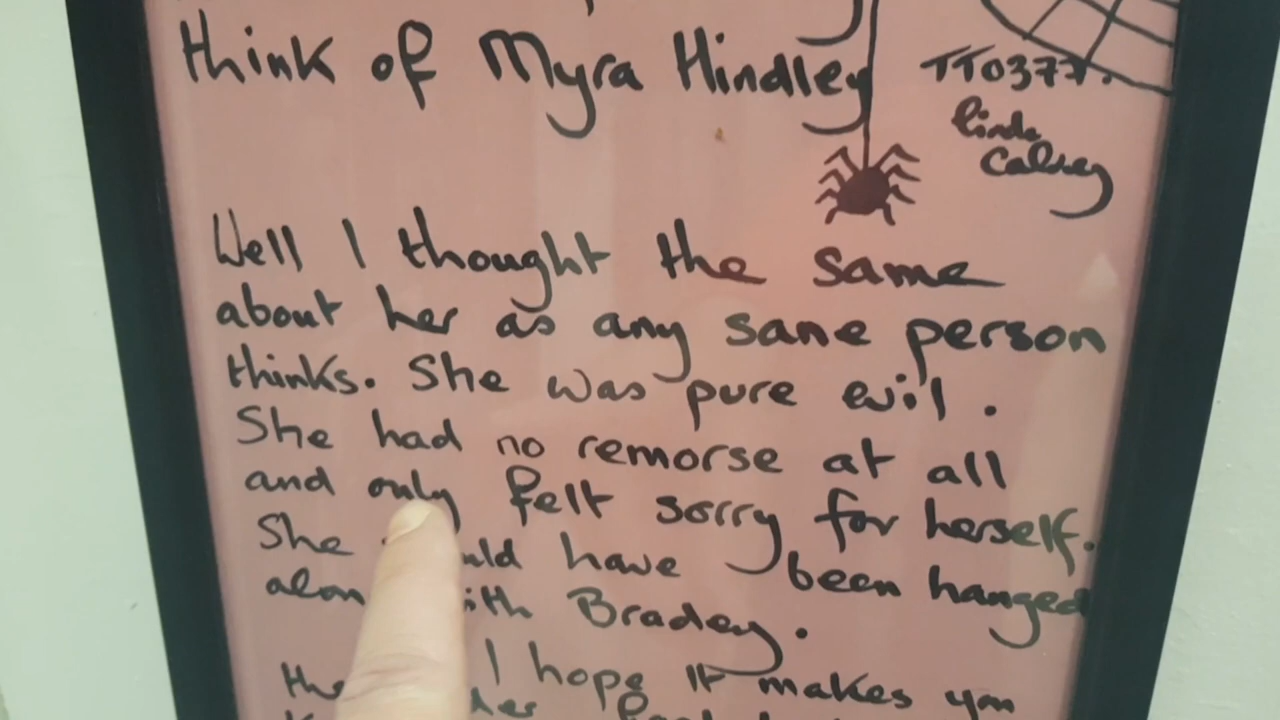 think of Myra Hindley
TT0377.
Linda
Calvey
Well I thought the same
about her as any sane person
thinks. She was pure evil.
She had no remorse at all
and only felt sorry for herself.
She have been hanged
Bradey.
I hope it makes you